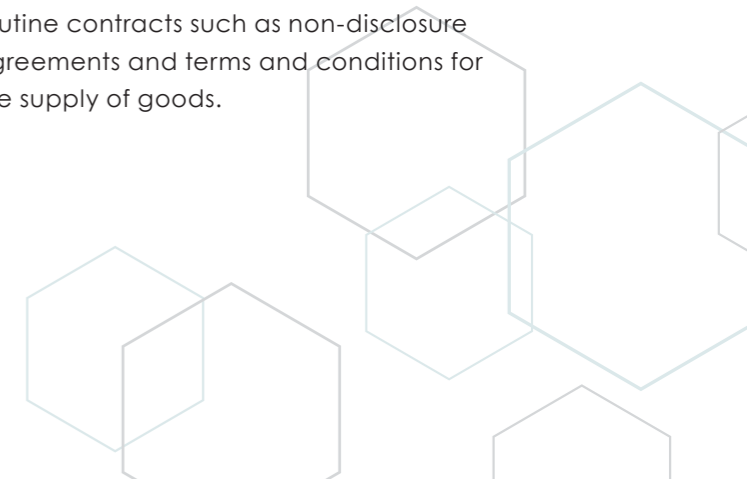 utine contracts such as non-disclosure
greements and terms and conditions for
e supply of goods.